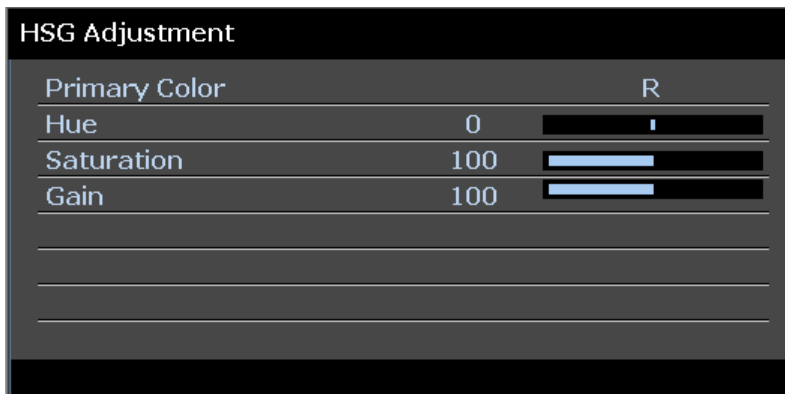 HSG Adjustment
Primary Color R
Hue 0
Saturation 100
Gain 100